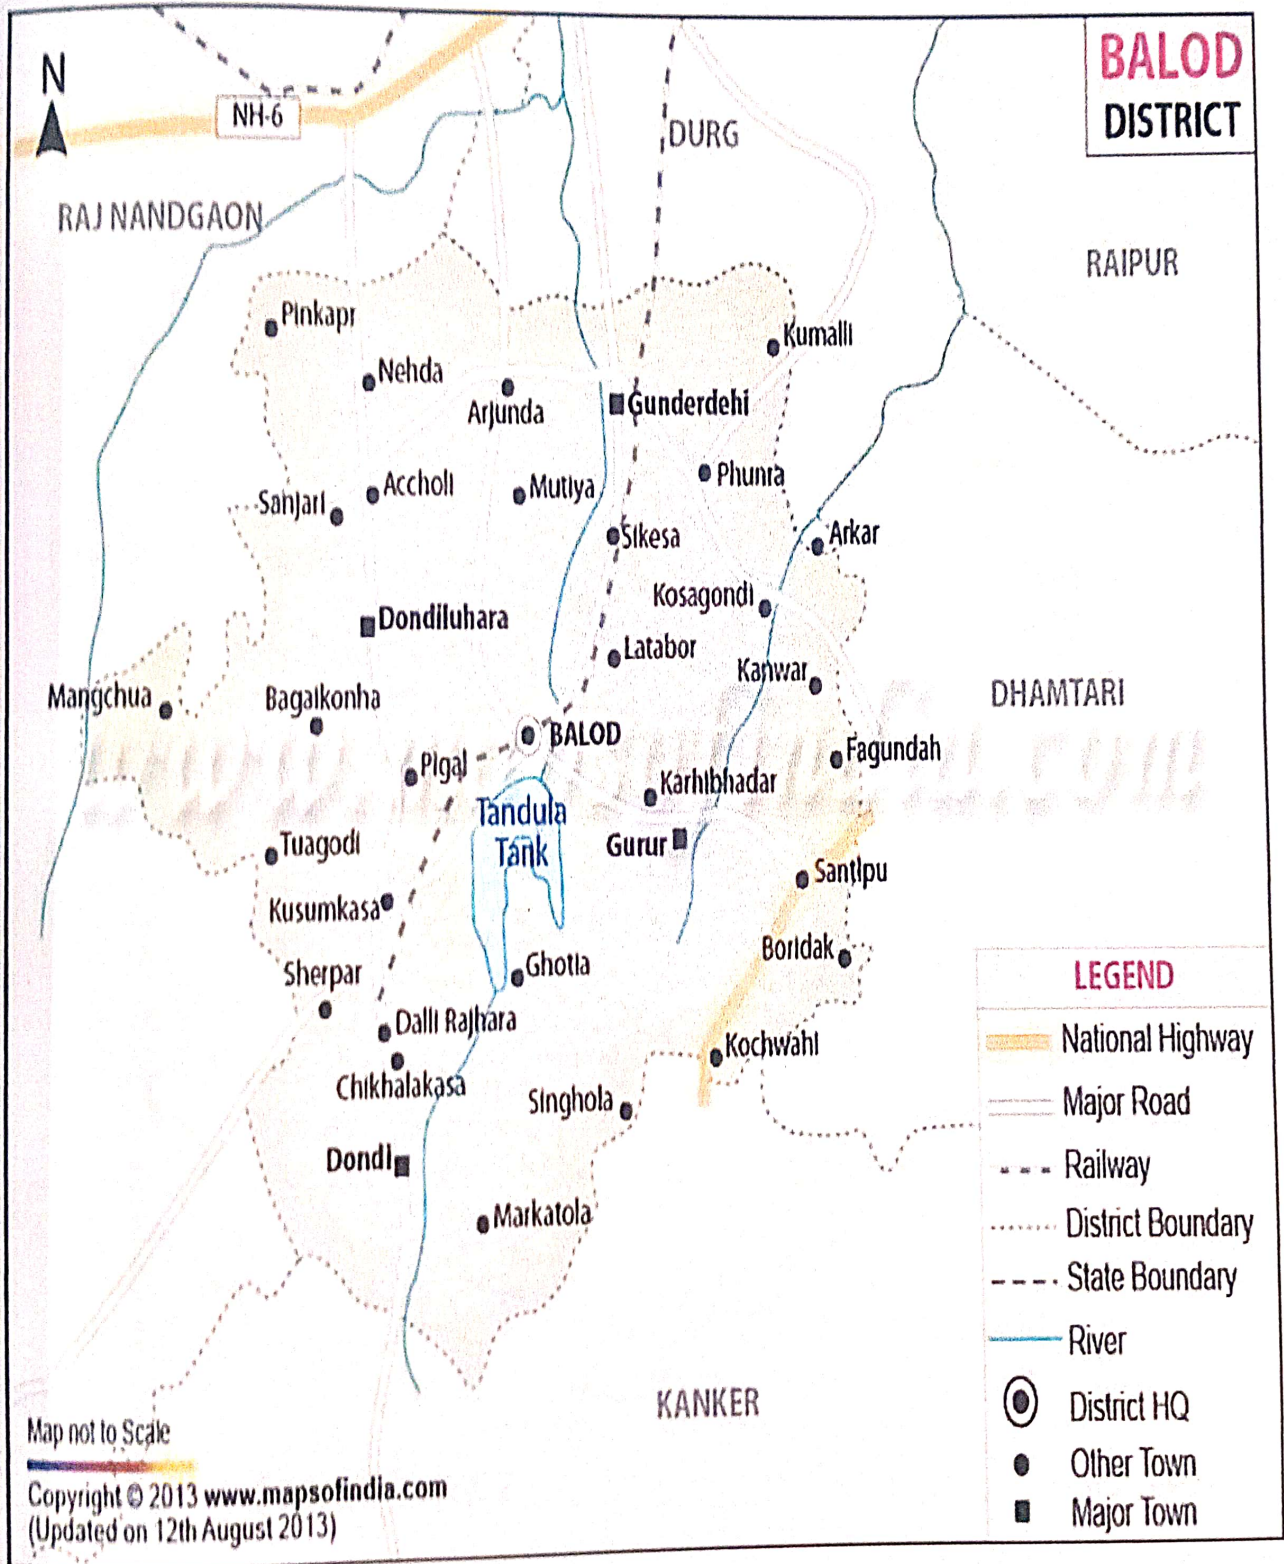 BALOD
DISTRICT
N
NH-6
DURG
RAJ NANDGAON
RAIPUR
Pinkapr
Kumalli
Nehda
Arjunda
Gunderdehi
Phunra
Accholi
Mutiya
Sanjari
Arkar
Sikesa
Kosagondi
Dondiluhara
Latabor
Kanwar
Mangchua
Bagaikonha
DHAMTARI
BALOD
Fagundah
Pigal
Karhibhadar
Tandula
Tank
Gurur
Tuagodi
Santipu
Kusumkasa
Boridak
Ghotia
Sherpar
Dalli Rajhara
Kochwahi
Chikhalakasa
Singhola
Dondi
Markatola
KANKER
LEGEND
National Highway
Major Road
Railway
District Boundary
State Boundary
River
District HQ
Other Town
Major Town
Map not to Scale
Copyright © 2013 www.mapsofindia.com
(Updated on 12th August 2013)